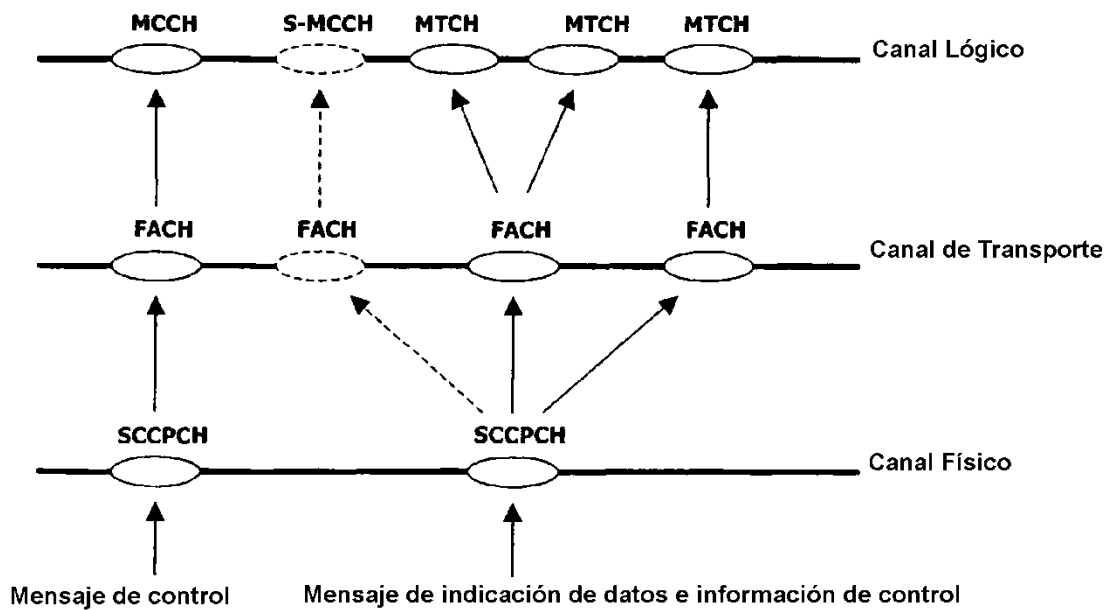 MCCH S-MCCH MTCH MTCH MTCH
Canal Lógico
FACH FACH FACH FACH
Canal de Transporte
SCCPCH SCCPCH
Canal Físico
Mensaje de control Mensaje de indicación de datos e información de control